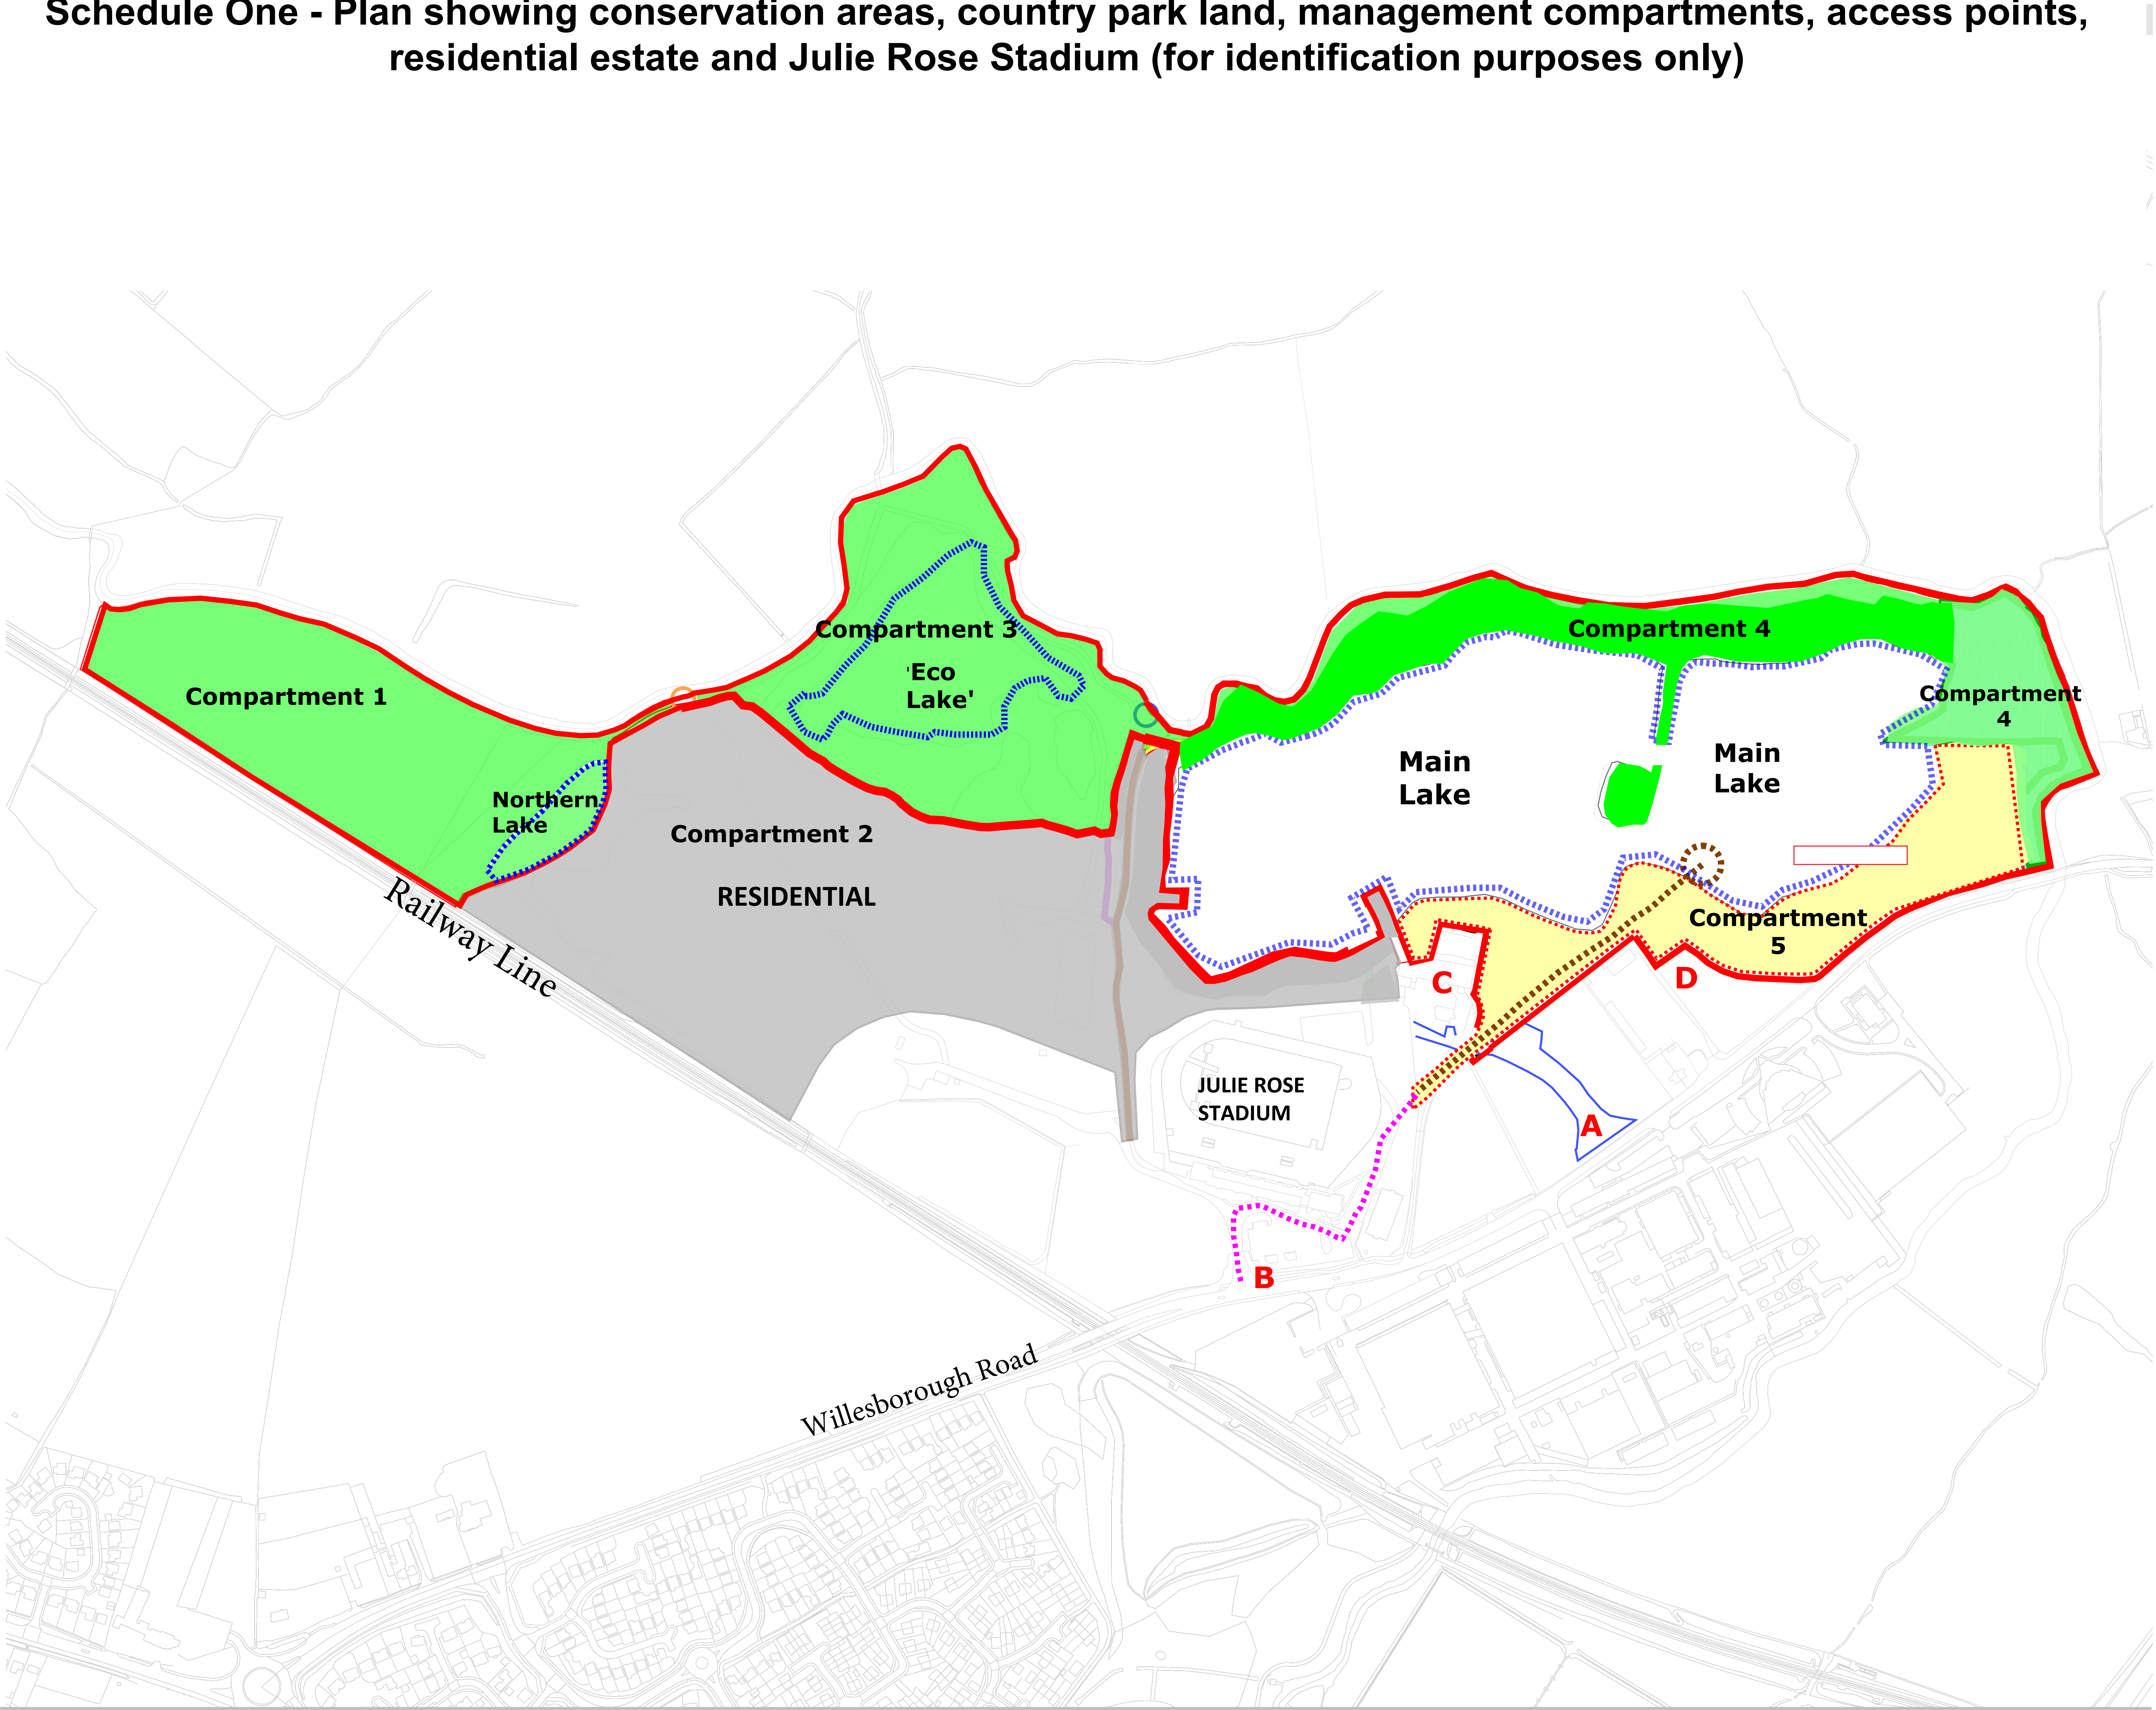 Schedule One - Plan showing conservation areas, country park land, management compartments, access points,
residential estate and Julie Rose Stadium (for identification purposes only)
Compartment 3
'Eco
Lake'
Compartment 4
Compartment 1
Compartment
4
Main
Lake
Main
Lake
Northern
Lake
Compartment 2
RESIDENTIAL
Railway Line
Compartment
5
C
D
JULIE ROSE
STADIUM
A
B
Willesborough Road